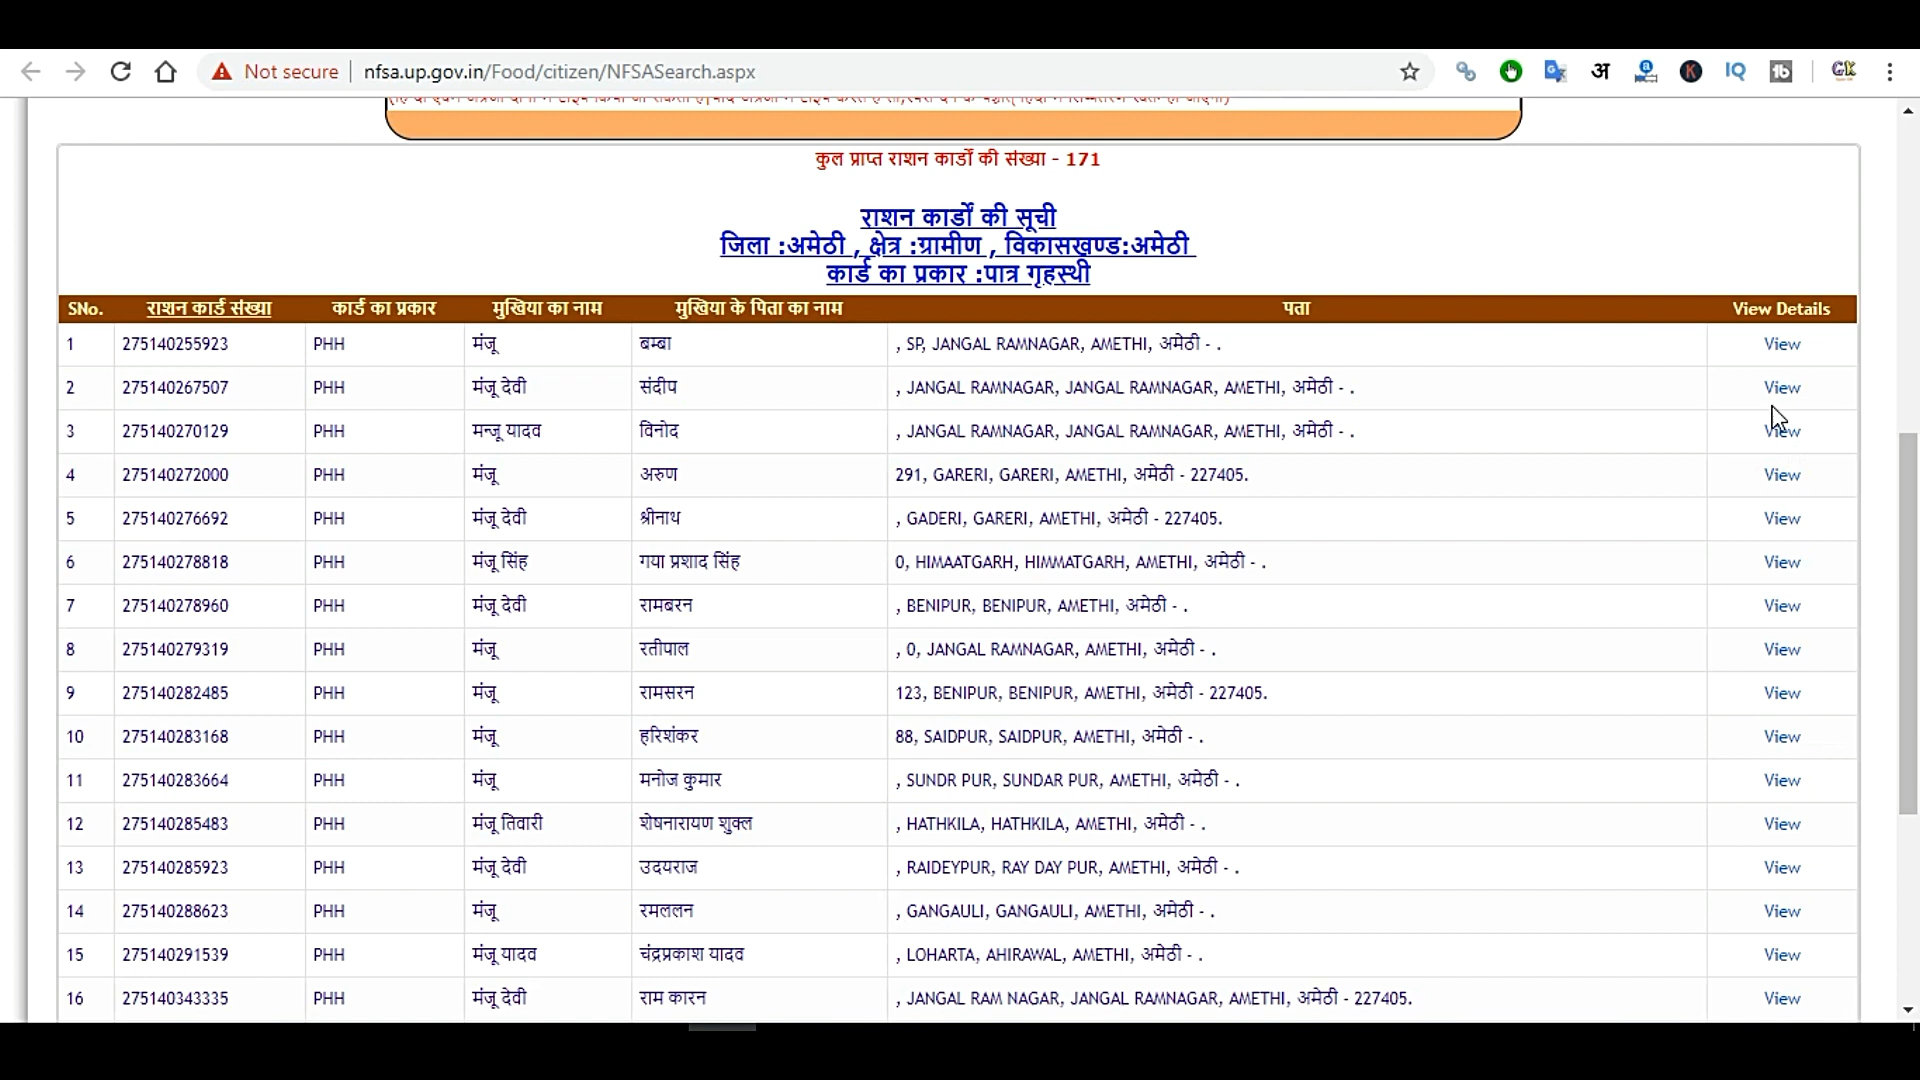 Not secure | nfsa.up.gov.in/Food/citizen/NFSASearch.aspx
कुल प्राप्त राशन कार्डों की संख्या - 171
राशन कार्डों की सूची
जिला :अमेठी , क्षेत्र :ग्रामीण , विकासखण्ड:अमेठी
कार्ड का प्रकार :पात्र गृहस्थी
SNo. राशन कार्ड संख्या कार्ड का प्रकार मुखिया का नाम मुखिया के पिता का नाम पता View Details
1 275140255923 PHH मंजू बम्बा , SP, JANGAL RAMNAGAR, AMETHI, अमेठी - . View
2 275140267507 PHH मंजू देवी संदीप , JANGAL RAMNAGAR, JANGAL RAMNAGAR, AMETHI, अमेठी - . View
3 275140270129 PHH मन्जू यादव विनोद , JANGAL RAMNAGAR, JANGAL RAMNAGAR, AMETHI, अमेठी - . View
4 275140272000 PHH मंजू अरुण 291, GARERI, GARERI, AMETHI, अमेठी - 227405. View
5 275140276692 PHH मंजू देवी श्रीनाथ , GADERI, GARERI, AMETHI, अमेठी - 227405. View
6 275140278818 PHH मंजू सिंह गया प्रशाद सिंह 0, HIMAATGARH, HIMMATGARH, AMETHI, अमेठी - . View
7 275140278960 PHH मंजू देवी रामबरन , BENIPUR, BENIPUR, AMETHI, अमेठी - . View
8 275140279319 PHH मंजू रतीपाल , 0, JANGAL RAMNAGAR, AMETHI, अमेठी - . View
9 275140282485 PHH मंजू रामसरन 123, BENIPUR, BENIPUR, AMETHI, अमेठी - 227405. View
10 275140283168 PHH मंजू हरिशंकर 88, SAIDPUR, SAIDPUR, AMETHI, अमेठी - . View
11 275140283664 PHH मंजू मनोज कुमार , SUNDR PUR, SUNDAR PUR, AMETHI, अमेठी - . View
12 275140285483 PHH मंजू तिवारी शेषनारायण शुक्ल , HATHKILA, HATHKILA, AMETHI, अमेठी - . View
13 275140285923 PHH मंजू देवी उदयराज , RAIDEYPUR, RAY DAY PUR, AMETHI, अमेठी - . View
14 275140288623 PHH मंजू रमललन , GANGAULI, GANGAULI, AMETHI, अमेठी - . View
15 275140291539 PHH मंजू यादव चंद्रप्रकाश यादव , LOHARTA, AHIRAWAL, AMETHI, अमेठी - . View
16 275140343335 PHH मंजू देवी राम कारन , JANGAL RAM NAGAR, JANGAL RAMNAGAR, AMETHI, अमेठी - 227405. View